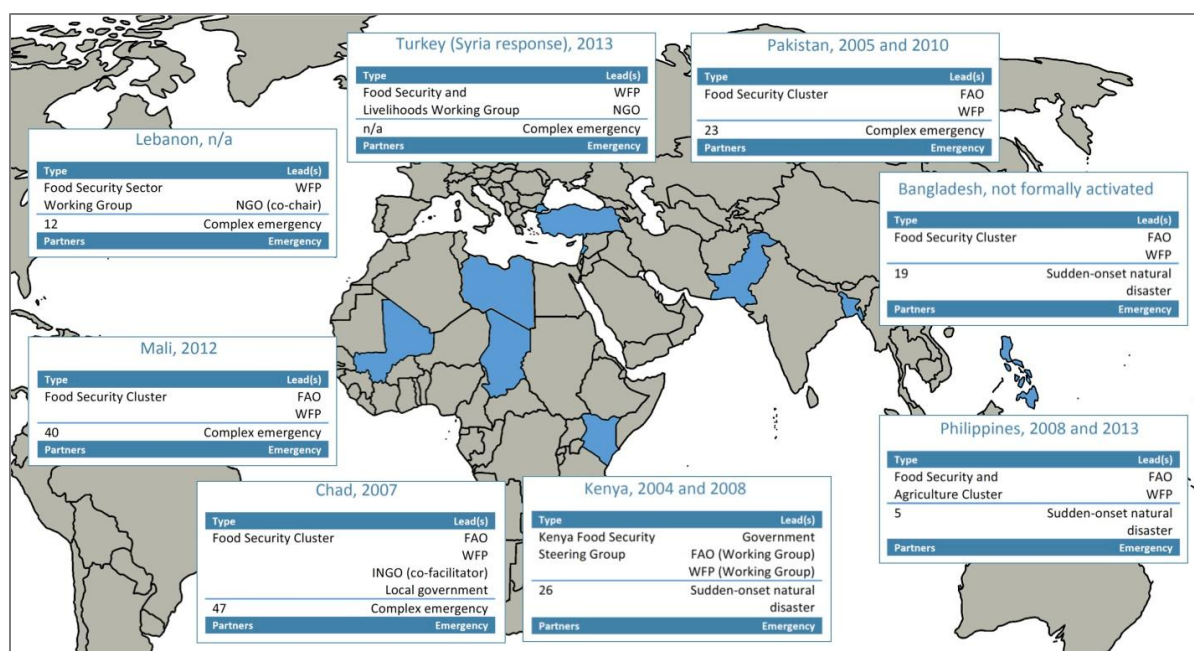 Turkey (Syria response), 2013
Type Lead(s)
Food Security and WFP
Livelihoods Working Group NGO
n/a Complex emergency
Partners Emergency
Pakistan, 2005 and 2010
Type Lead(s)
Food Security Cluster FAO
WFP
23 Complex emergency
Partners Emergency
Lebanon, n/a
Type Lead(s)
Food Security Sector WFP
Working Group NGO (co-chair)
12 Complex emergency
Partners Emergency
Bangladesh, not formally activated
Type Lead(s)
Food Security Cluster FAO
WFP
19 Sudden-onset natural
disaster
Partners Emergency
Mali, 2012
Type Lead(s)
Food Security Cluster FAO
WFP
40 Complex emergency
Partners Emergency
Philippines, 2008 and 2013
Type Lead(s)
Food Security and FAO
Agriculture Cluster WFP
5 Sudden-onset natural
disaster
Partners Emergency
Chad, 2007
Type Lead(s)
Food Security Cluster FAO
WFP
INGO (co-facilitator)
Local government
47 Complex emergency
Partners Emergency
Kenya, 2004 and 2008
Type Lead(s)
Kenya Food Security Government
Steering Group FAO (Working Group)
WFP (Working Group)
26 Sudden-onset natural
disaster
Partners Emergency